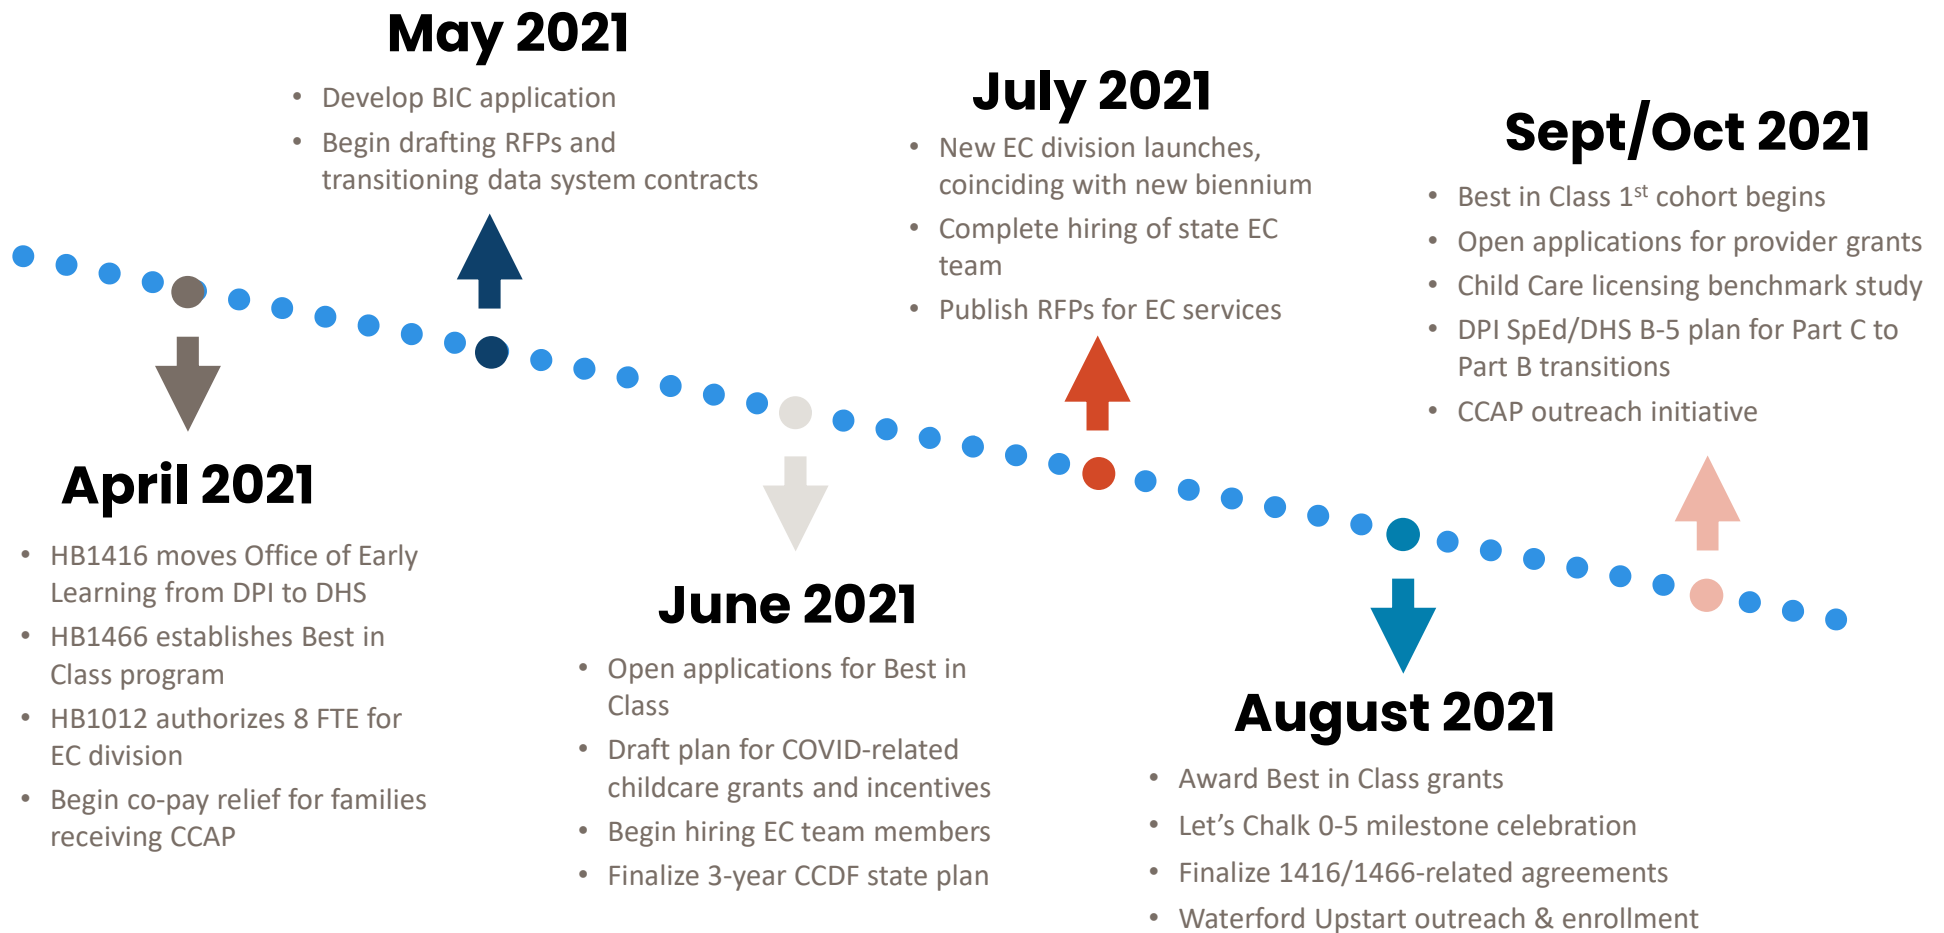 May 2021
• Develop BIC application
• Begin drafting RFPs and
transitioning data system contracts
July 2021
• New EC division launches,
coinciding with new biennium
• Complete hiring of state EC
team
• Publish RFPs for EC services
Sept/Oct 2021
• Best in Class 1st cohort begins
• Open applications for provider grants
• Child Care licensing benchmark study
• DPI SpEd/DHS B-5 plan for Part C to
Part B transitions
• CCAP outreach initiative
April 2021
• HB1416 moves Office of Early
Learning from DPI to DHS
• HB1466 establishes Best in
Class program
• HB1012 authorizes 8 FTE for
EC division
• Begin co-pay relief for families
receiving CCAP
June 2021
• Open applications for Best in
Class
• Draft plan for COVID-related
childcare grants and incentives
• Begin hiring EC team members
• Finalize 3-year CCDF state plan
August 2021
• Award Best in Class grants
• Let’s Chalk 0-5 milestone celebration
• Finalize 1416/1466-related agreements
• Waterford Upstart outreach & enrollment